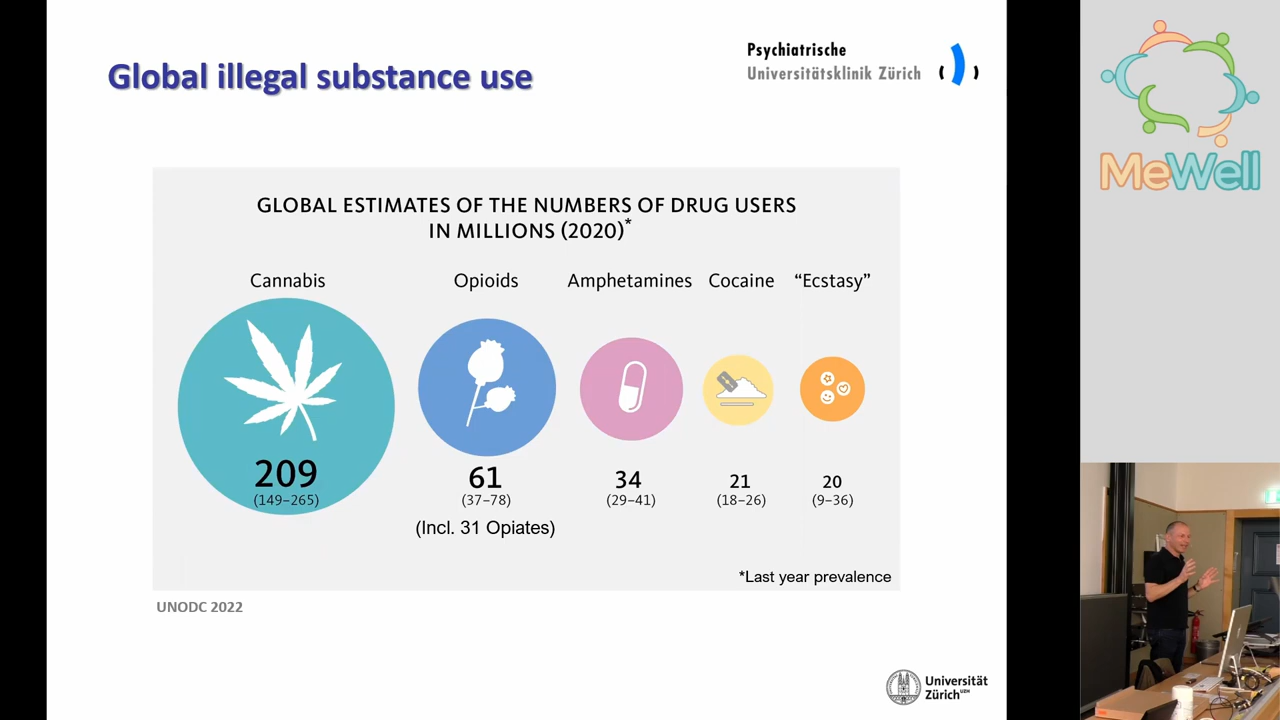 Global illegal substance use
Psychiatrische
Universitätsklinik Zürich
MeWell
GLOBAL ESTIMATES OF THE NUMBERS OF DRUG USERS
IN MILLIONS (2020)*
Cannabis
Opioids
Amphetamines
Cocaine
“Ecstasy”
209
(149–265)
61
(37–78)
(Incl. 31 Opiates)
34
(29–41)
21
(18–26)
20
(9–36)
*Last year prevalence
UNODC 2022
Universität
Zürich UZH